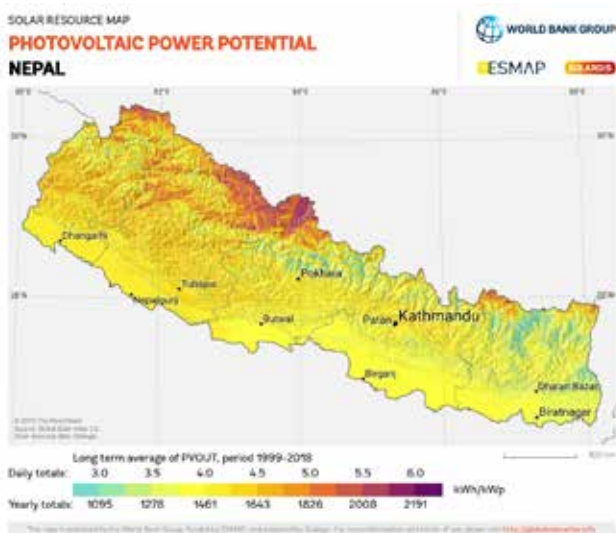 SOLAR RESOURCE MAP
PHOTOVOLTAIC POWER POTENTIAL
NEPAL
WORLD BANK GROUP
ESMAP
SOLARGIS
Dhangathi
Nepalgunj
Tulsipur
Pokhara
Butwal
Patan
Kathmandu
Birganj
Dharan Bazar
Biratnagar
Long term average of PVOUT, period 1999-2018
Daily totals: 3.0 3.5 4.0 4.5 5.0 5.5 6.0
kWh/kWp
Yearly totals: 1095 1278 1461 1643 1826 2008 2191